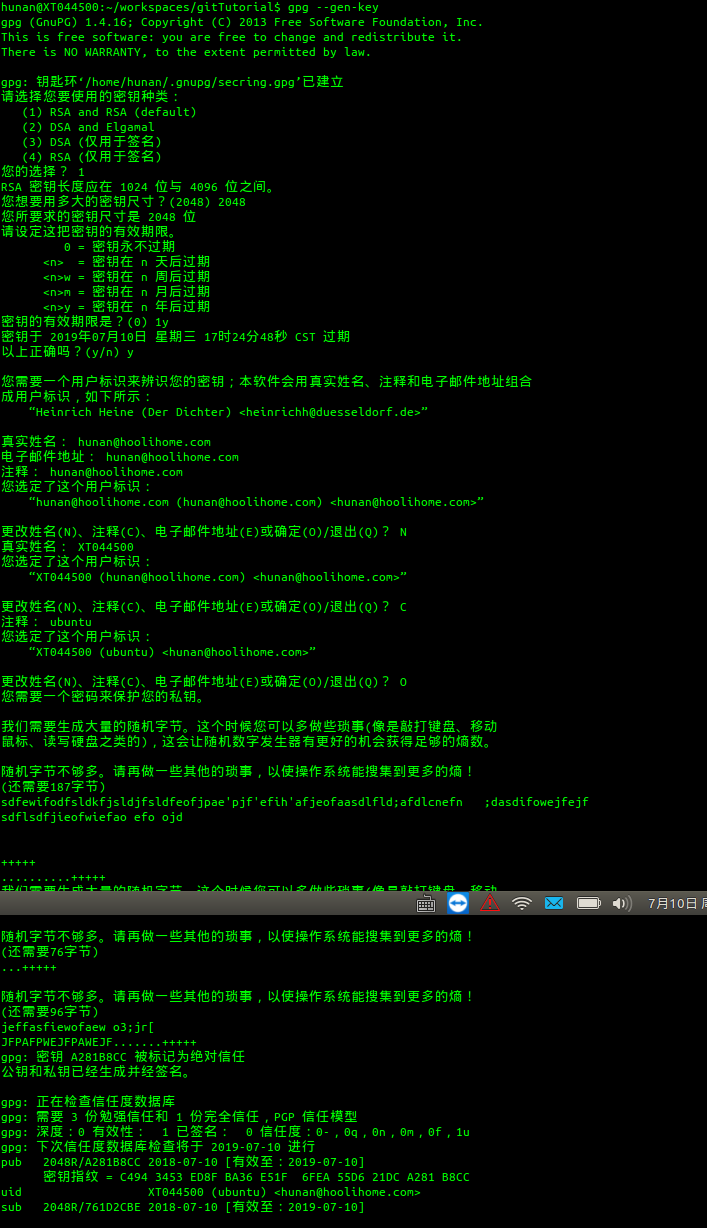 hunan@XT044500:~/workspaces/gitTutorial$ gpg --gen-key
gpg (GnuPG) 1.4.16; Copyright (C) 2013 Free Software Foundation, Inc.
This is free software: you are free to change and redistribute it.
There is NO WARRANTY, to the extent permitted by law.
gpg: 钥匙环‘/home/hunan/.gnupg/secring.gpg’已建立
请选择您要使用的密钥种类：
(1) RSA and RSA (default)
(2) DSA and Elgamal
(3) DSA (仅用于签名)
(4) RSA (仅用于签名)
您的选择？ 1
RSA 密钥长度应在 1024 位与 4096 位之间。
您想要用多大的密钥尺寸？(2048) 2048
您所要求的密钥尺寸是 2048 位
请设定这把密钥的有效期限。
0 = 密钥永不过期
<n>  = 密钥在 n 天后过期
<n>w = 密钥在 n 周后过期
<n>m = 密钥在 n 月后过期
<n>y = 密钥在 n 年后过期
密钥的有效期限是？(0) 1y
密钥于 2019年07月10日 星期三 17时24分48秒 CST 过期
以上正确吗？(y/n) y
您需要一个用户标识来辨识您的密钥；本软件会用真实姓名、注释和电子邮件地址组合
成用户标识，如下所示：
“Heinrich Heine (Der Dichter) <heinrichh@duesseldorf.de>”
真实姓名： hunan@hoolihome.com
电子邮件地址： hunan@hoolihome.com
注释： hunan@hoolihome.com
您选定了这个用户标识：
“hunan@hoolihome.com (hunan@hoolihome.com) <hunan@hoolihome.com>”
更改姓名(N)、注释(C)、电子邮件地址(E)或确定(O)/退出(Q)？ N
真实姓名： XT044500
您选定了这个用户标识：
“XT044500 (hunan@hoolihome.com) <hunan@hoolihome.com>”
更改姓名(N)、注释(C)、电子邮件地址(E)或确定(O)/退出(Q)？ C
注释： ubuntu
您选定了这个用户标识：
“XT044500 (ubuntu) <hunan@hoolihome.com>”
更改姓名(N)、注释(C)、电子邮件地址(E)或确定(O)/退出(Q)？ O
您需要一个密码来保护您的私钥。
我们需要生成大量的随机字节。这个时候您可以多做些琐事(像是敲打键盘、移动
鼠标、读写硬盘之类的)，这会让随机数字发生器有更好的机会获得足够的熵数。
随机字节不够多。请再做一些其他的琐事，以使操作系统能搜集到更多的熵！
(还需要187字节)
sdfewifodfsldkfjsldjfsldfeofjpae'pjf'efih'afjeofaasdlfld;afdlcnefn   ;dasdifowejfejf
sdflsdfjieofwiefao efo ojd
+++++
..........+++++
我们需要生成大量的随机字节。这个时候您可以多做些琐事(像是敲打键盘、移动
7月10日 周
随机字节不够多。请再做一些其他的琐事，以使操作系统能搜集到更多的熵！
(还需要76字节)
...+++++
随机字节不够多。请再做一些其他的琐事，以使操作系统能搜集到更多的熵！
(还需要96字节)
jeffasfiewofaew o3;jr[
JFPAFPWEJFPAWEJF.......+++++
gpg: 密钥 A281B8CC 被标记为绝对信任
公钥和私钥已经生成并经签名。
gpg: 正在检查信任度数据库
gpg: 需要 3 份勉强信任和 1 份完全信任，PGP 信任模型
gpg: 深度：0 有效性：  1 已签名：  0 信任度：0-，0q，0n，0m，0f，1u
gpg: 下次信任度数据库检查将于 2019-07-10 进行
pub   2048R/A281B8CC 2018-07-10 [有效至：2019-07-10]
密钥指纹 = C494 3453 ED8F BA36 E51F  6FEA 55D6 21DC A281 B8CC
uid                  XT044500 (ubuntu) <hunan@hoolihome.com>
sub   2048R/761D2CBE 2018-07-10 [有效至：2019-07-10]